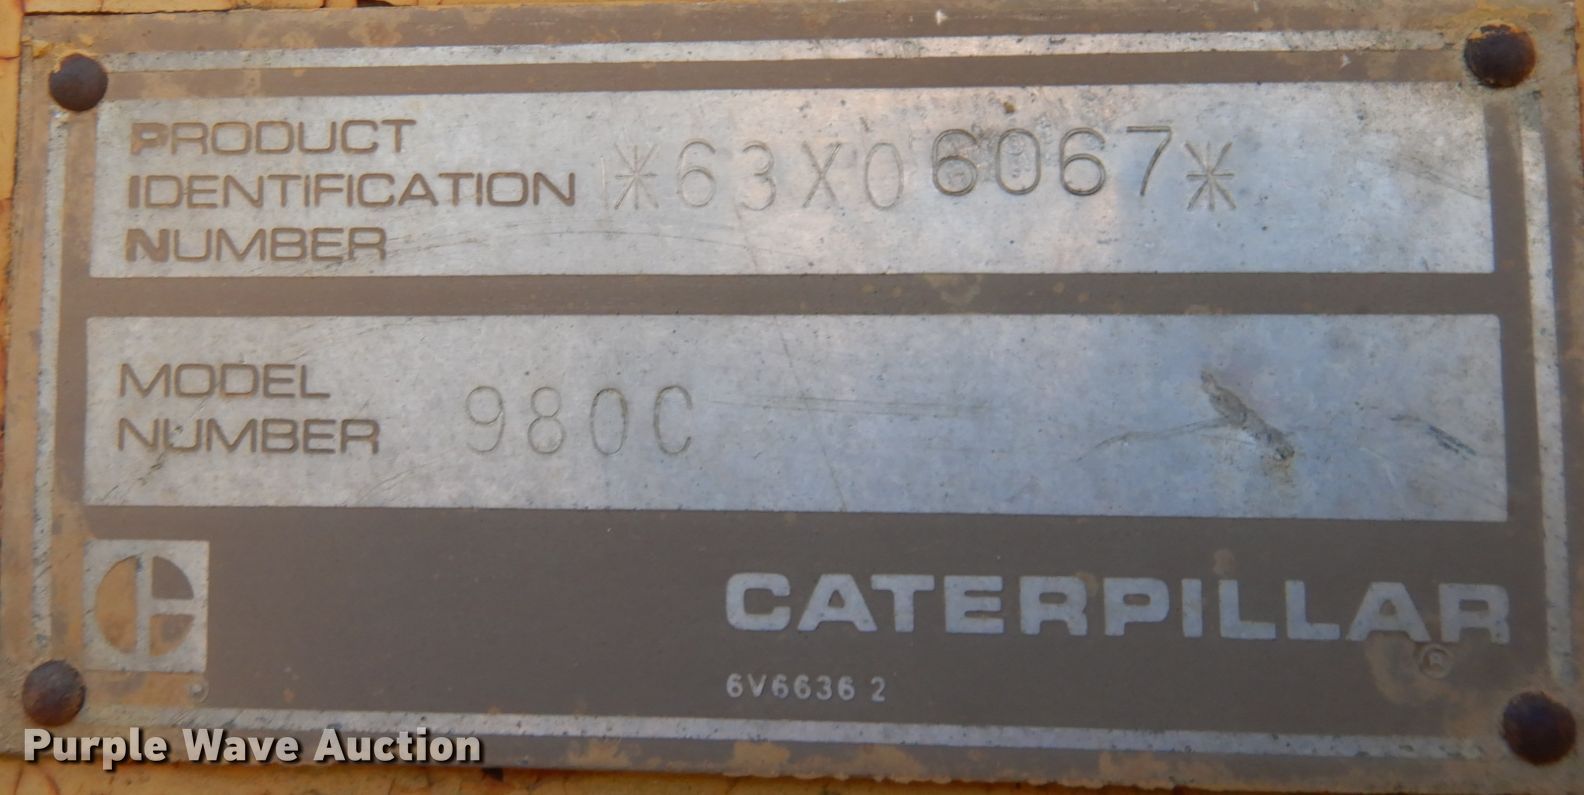 PRODUCT
IDENTIFICATION
NUMBER
*63X06067*
MODEL
NUMBER
980C
CATERPILLAR
®
6V6636 2
Purple Wave Auction